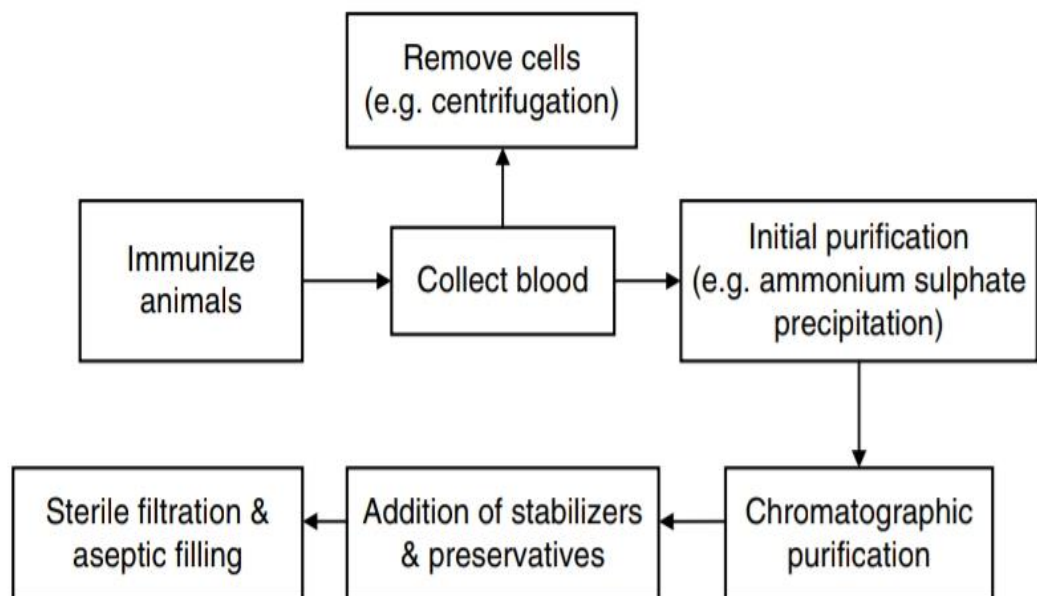 Remove cells
(e.g. centrifugation)
Immunize
animals
Collect blood
Initial purification
(e.g. ammonium sulphate
precipitation)
Sterile filtration &
aseptic filling
Addition of stabilizers
& preservatives
Chromatographic
purification